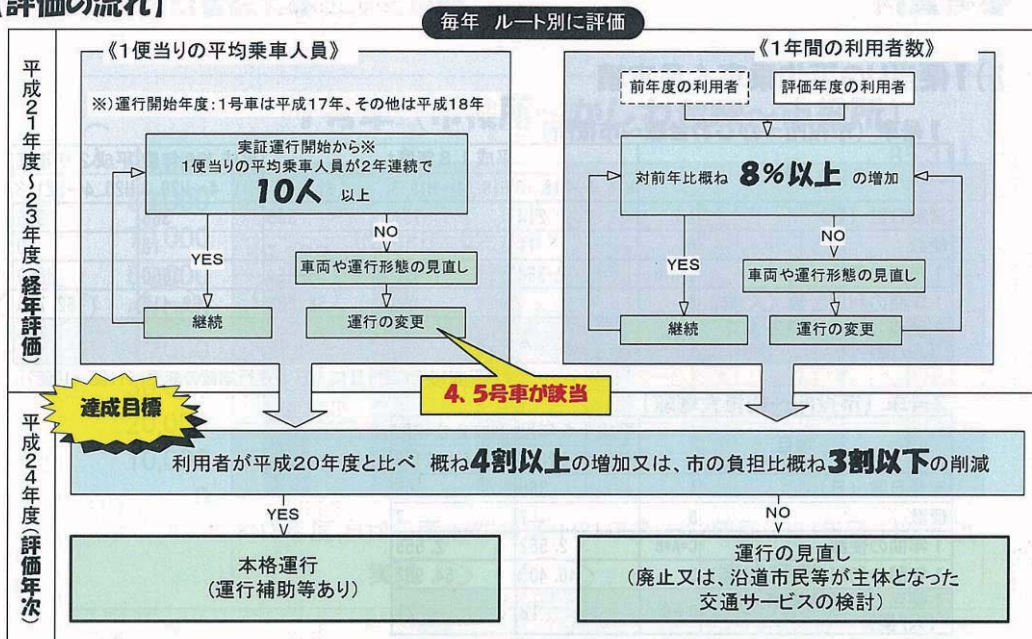 【評価の流れ】
毎年 ルート別に評価
平成21年度~23年度(経年評価)
《1便当りの平均乗車人員》
※)運行開始年度:1号車は平成17年、その他は平成18年
実証運行開始から※
1便当りの平均乗車人員が2年連続で
10人 以上
YES
NO
車両や運行形態の見直し
継続
運行の変更
4、5号車が該当
《1年間の利用者数》
前年度の利用者
評価年度の利用者
対前年比概ね 8%以上 の増加
YES
NO
車両や運行形態の見直し
継続
運行の変更
達成目標
平成24年度(評価年次)
利用者が平成20年度と比べ 概ね4割以上の増加又は、市の負担比概ね3割以下の削減
YES
NO
本格運行
(運行補助等あり)
運行の見直し
(廃止又は、沿道市民等が主体となった
交通サービスの検討)